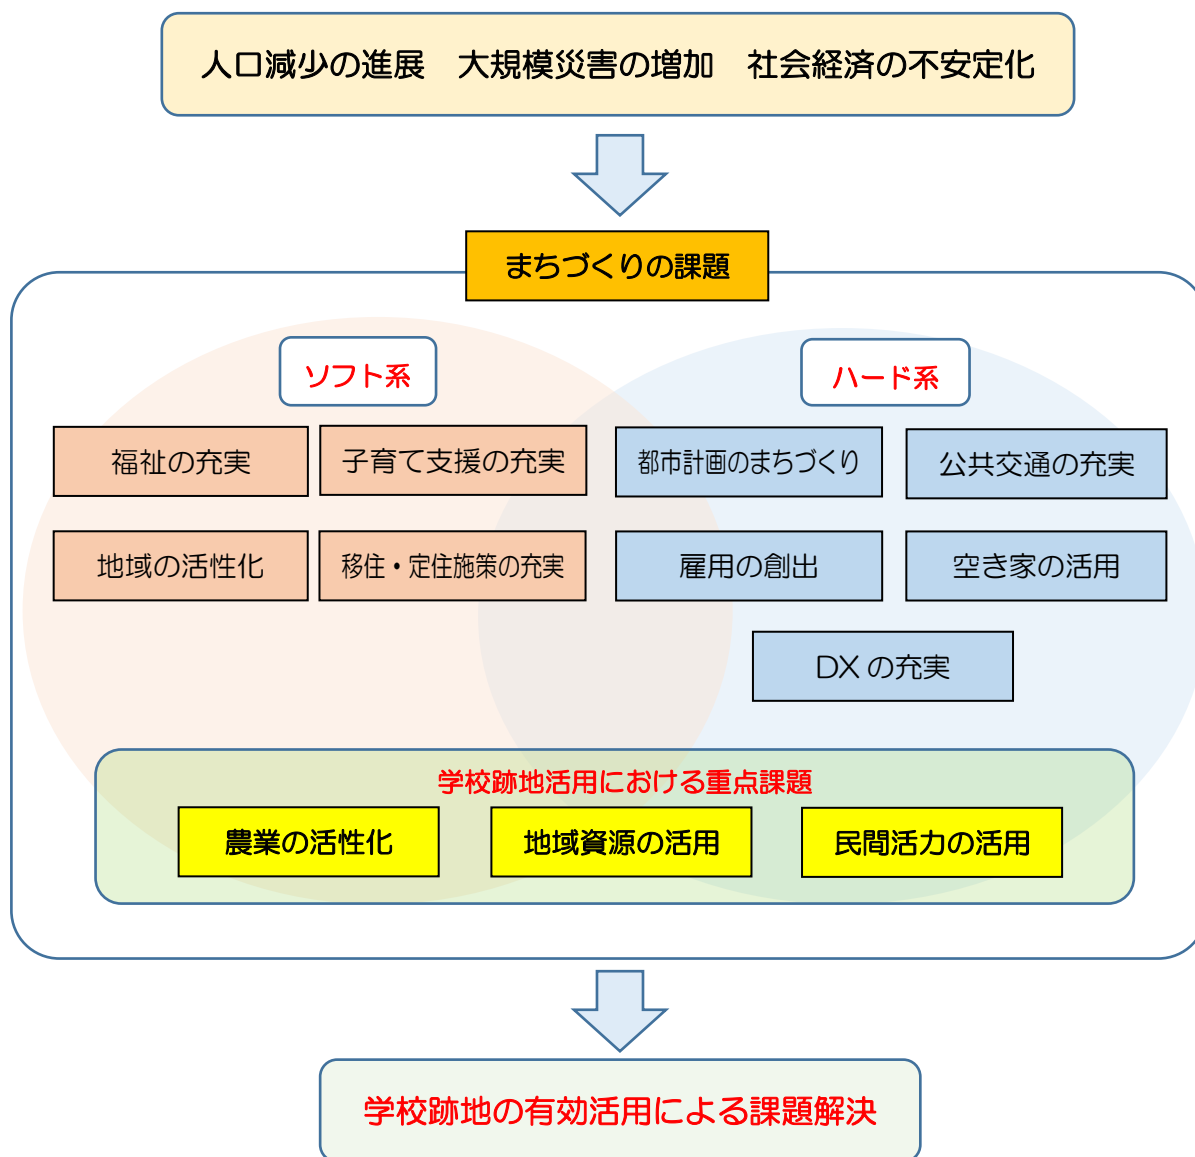 人口減少の進展　大規模災害の増加　社会経済の不安定化
まちづくりの課題
ソフト系
ハード系
福祉の充実
子育て支援の充実
都市計画のまちづくり
公共交通の充実
地域の活性化
移住・定住施策の充実
雇用の創出
空き家の活用
DX の充実
学校跡地活用における重点課題
農業の活性化
地域資源の活用
民間活力の活用
学校跡地の有効活用による課題解決